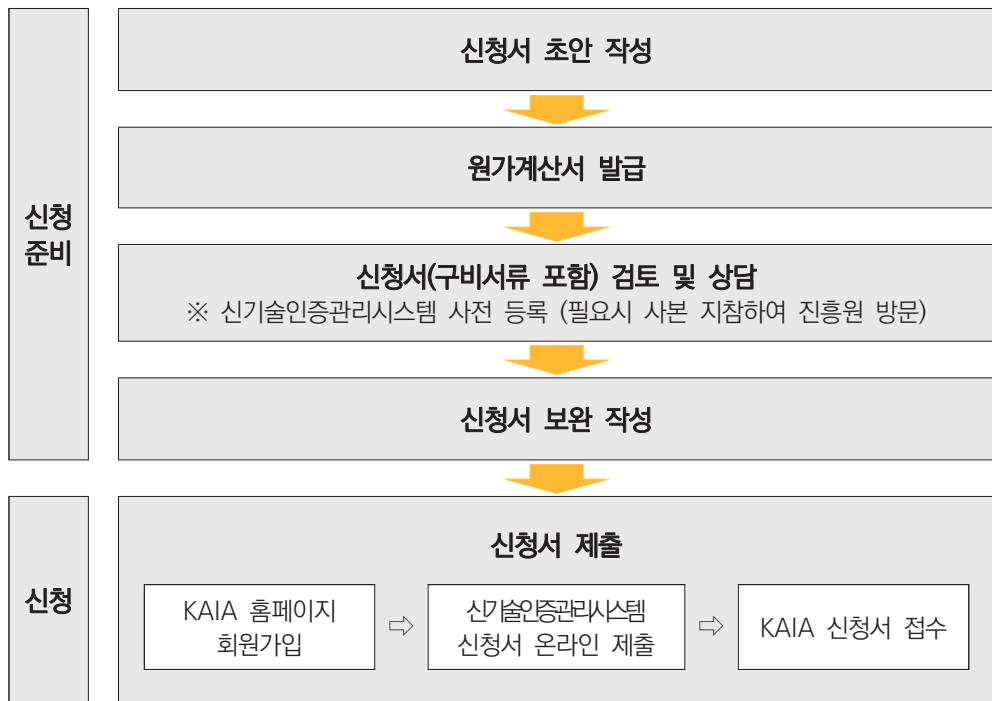 신청서 초안 작성
원가계산서 발급
신청
준비
신청서(구비서류 포함) 검토 및 상담
※ 신기술인증관리시스템 사전 등록 (필요시 사본 지참하여 진흥원 방문)
신청서 보완 작성
신청
신청서 제출
KAIA 홈페이지
회원가입
⇨
신기술인증관리시스템
신청서 온라인 제출
⇨
KAIA 신청서 접수